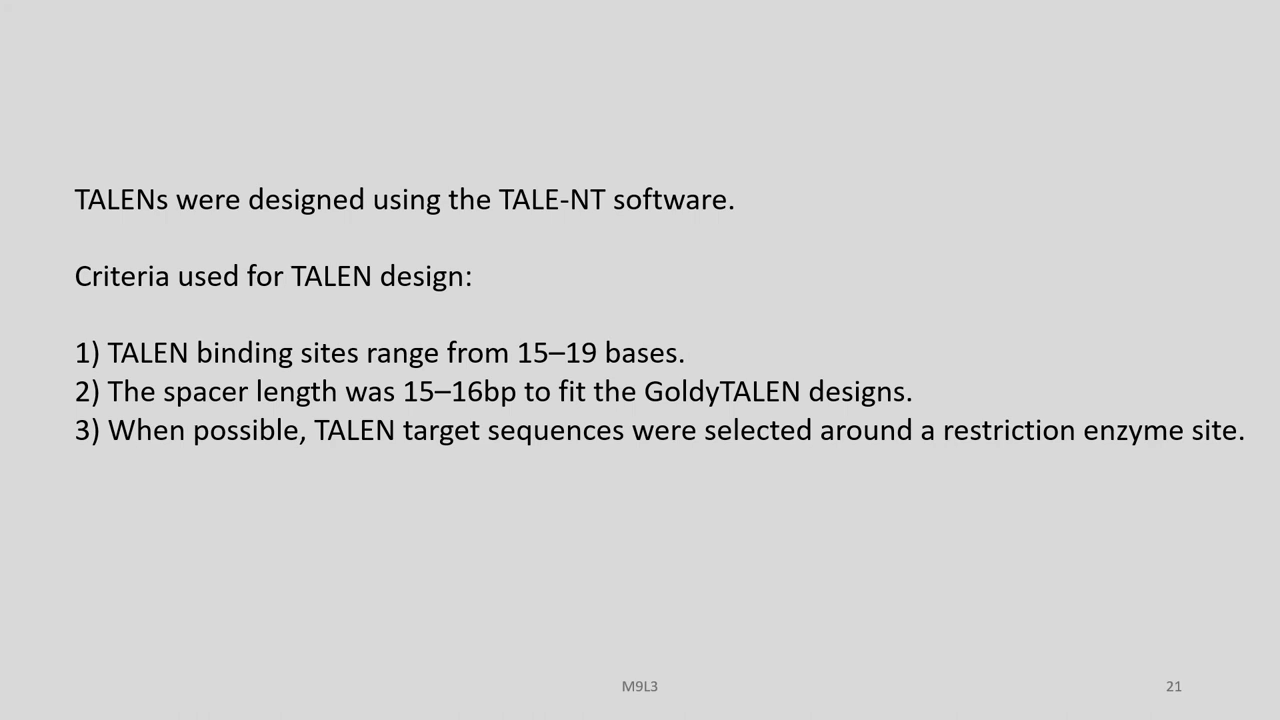 TALENs were designed using the TALE-NT software.
Criteria used for TALEN design:
1) TALEN binding sites range from 15–19 bases.
2) The spacer length was 15–16bp to fit the GoldyTALEN designs.
3) When possible, TALEN target sequences were selected around a restriction enzyme site.
M9L3
21